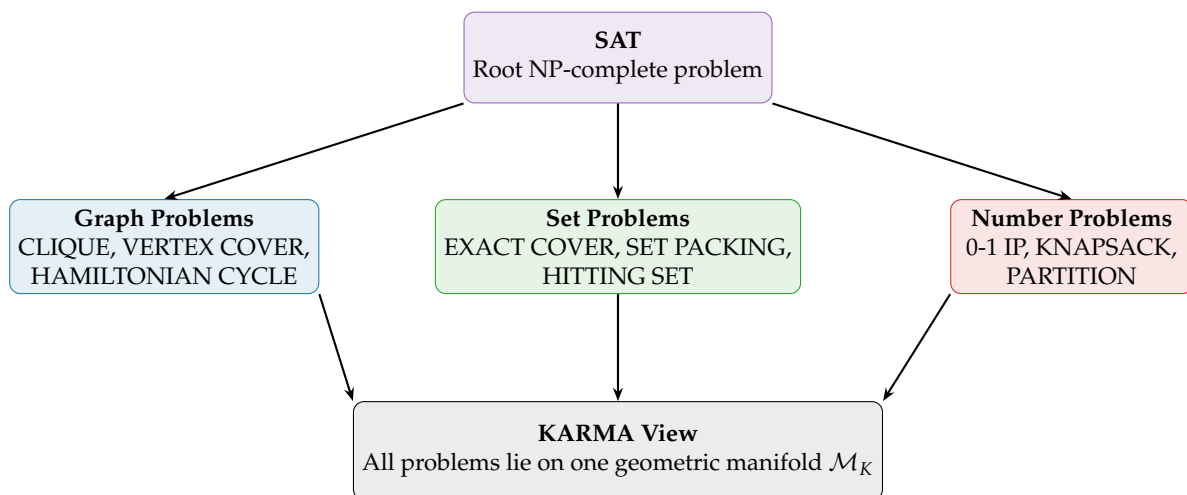 SAT
Root NP-complete problem
Graph Problems
CLIQUE, VERTEX COVER,
HAMILTONIAN CYCLE
Set Problems
EXACT COVER, SET PACKING,
HITTING SET
Number Problems
0-1 IP, KNAPSACK,
PARTITION
KARMA View
All problems lie on one geometric manifold ℳ_K